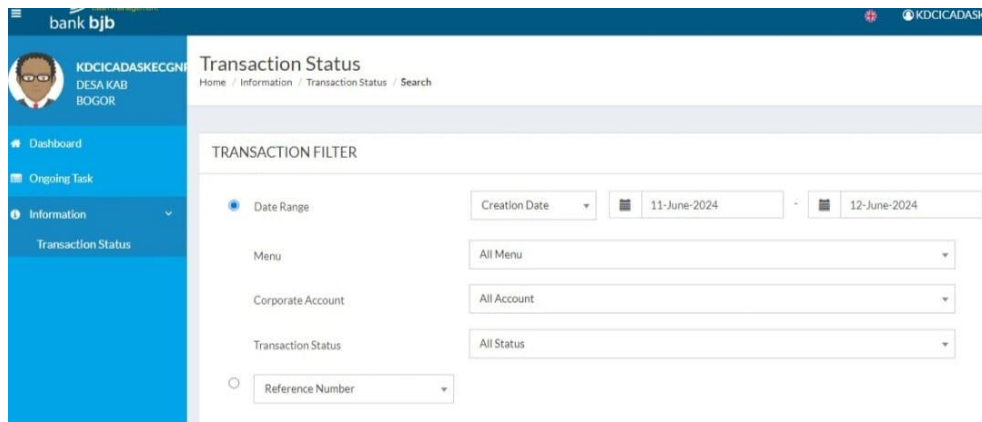 bank bjb
KDCICADASK
KDCICADASKECGNP
DESA KAB
BOGOR
Transaction Status
Home / Information / Transaction Status / Search
Dashboard
Ongoing Task
Information
Transaction Status
TRANSACTION FILTER
Date Range
Creation Date
11-June-2024
-
12-June-2024
Menu
All Menu
Corporate Account
All Account
Transaction Status
All Status
Reference Number